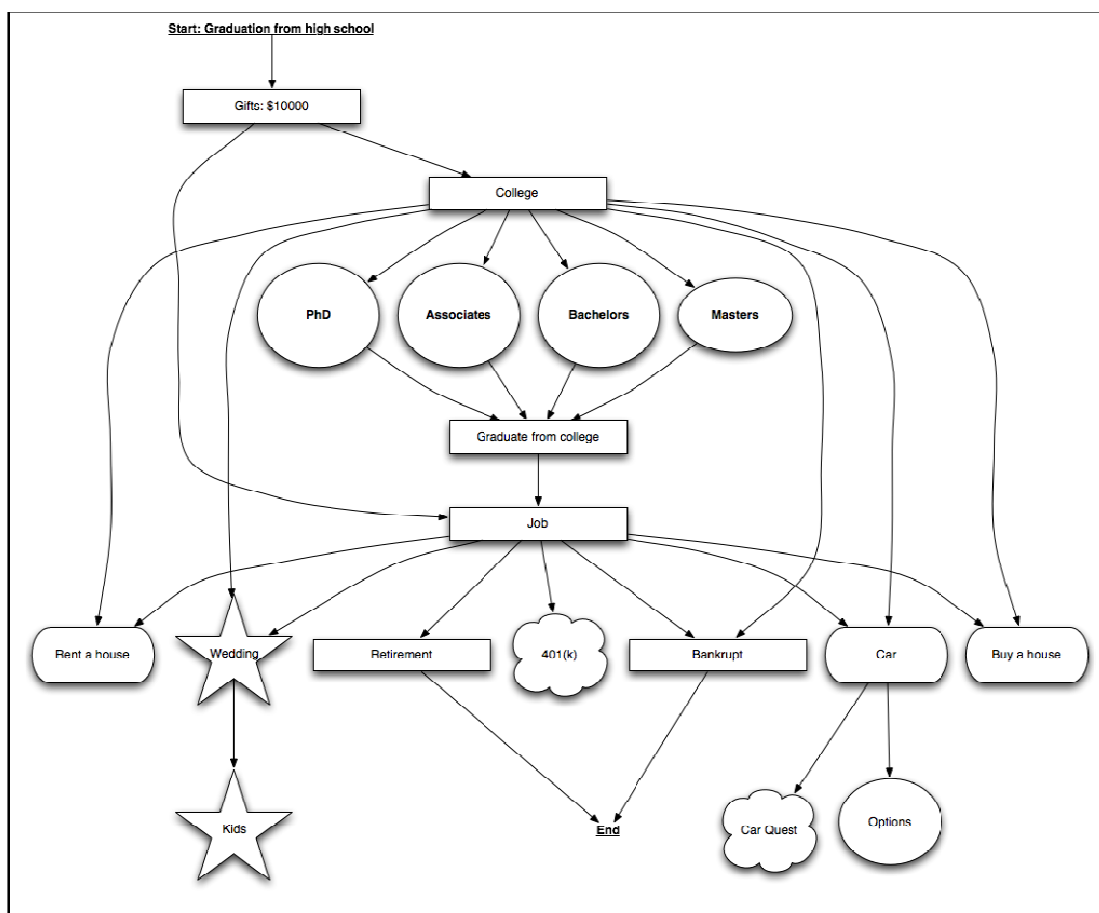 Start: Graduation from high school
Gifts: $10000
College
PhD
Associates
Bachelors
Masters
Graduate from college
Job
Rent a house
Wedding
Retirement
401(k)
Bankrupt
Car
Buy a house
Kids
End
Car Quest
Options